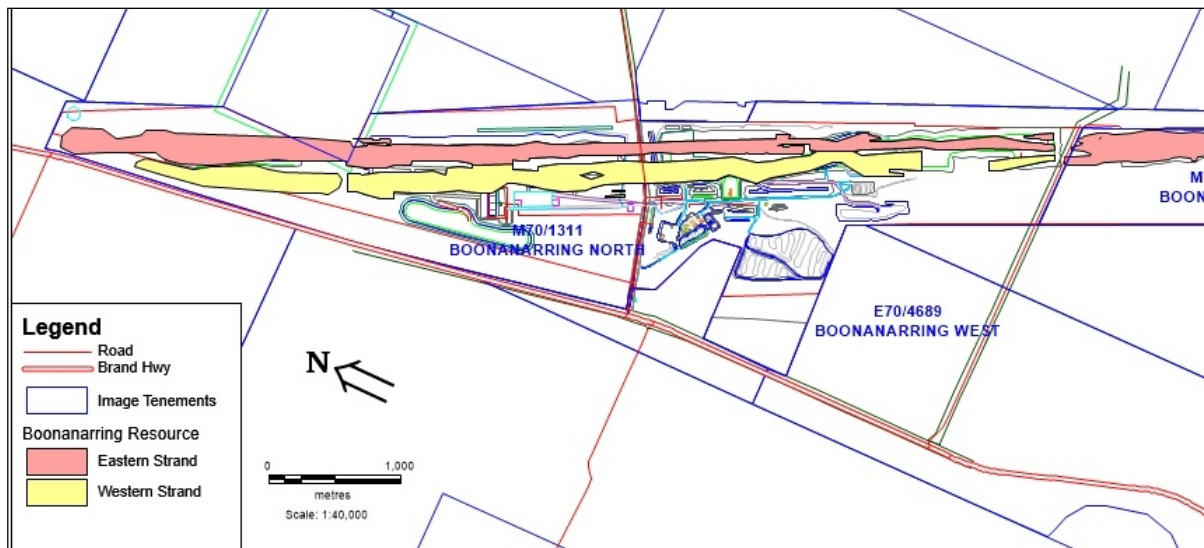 M
BOON
M70/1311
BOONANARRING NORTH
E70/4689
BOONANARRING WEST
Legend
Road
Brand Hwy
Image Tenements
Boonanarring Resource
Eastern Strand
Western Strand
N
0 1,000
metres
Scale: 1:40,000